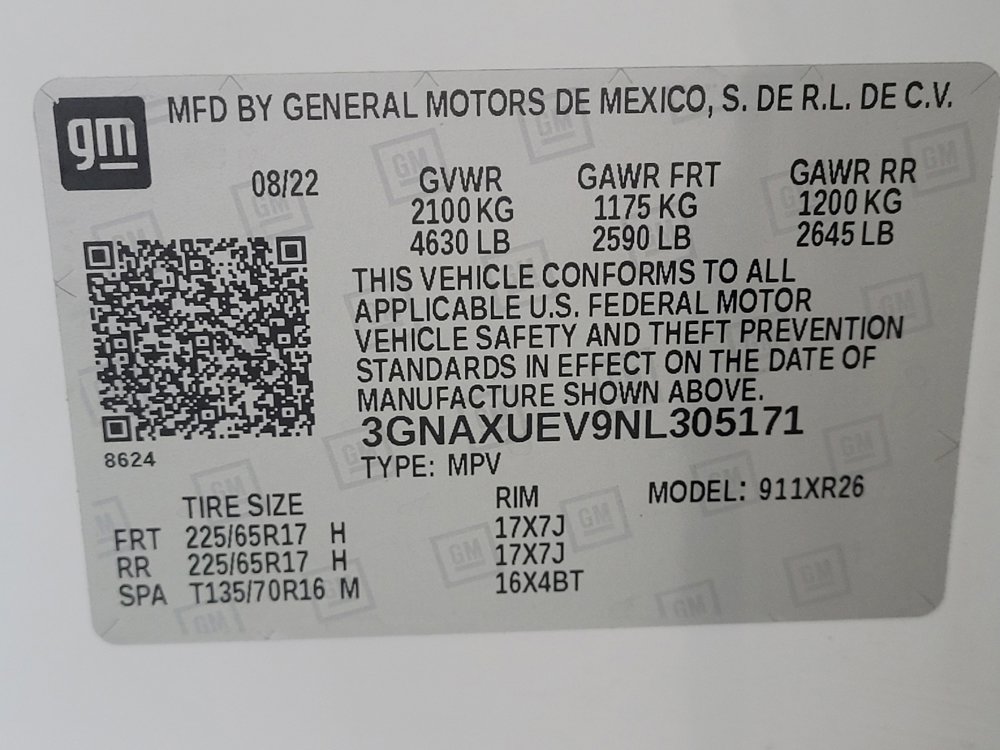 gm MFD BY GENERAL MOTORS DE MEXICO, S. DE R.L. DE C.V.
08/22 GVWR GAWR FRT GAWR RR
2100 KG 1175 KG 1200 KG
4630 LB 2590 LB 2645 LB
THIS VEHICLE CONFORMS TO ALL
APPLICABLE U.S. FEDERAL MOTOR
VEHICLE SAFETY AND THEFT PREVENTION
STANDARDS IN EFFECT ON THE DATE OF
MANUFACTURE SHOWN ABOVE.
3GNAXUEV9NL305171
8624 TYPE: MPV
TIRE SIZE RIM MODEL: 911XR26
FRT 225/65R17 H 17X7J
RR 225/65R17 H 17X7J
SPA T135/70R16 M 16X4BT